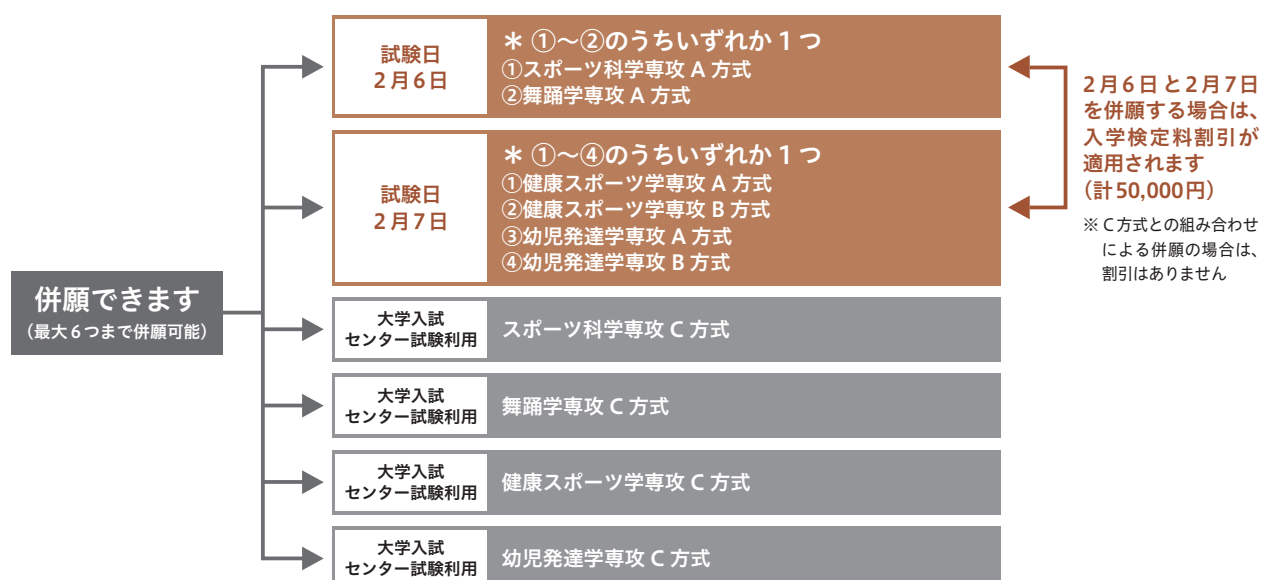 試験日
2月6日
＊ ①～②のうちいずれか1つ
①スポーツ科学専攻 A 方式
②舞踊学専攻 A 方式
試験日
2月7日
＊ ①～④のうちいずれか1つ
①健康スポーツ学専攻 A 方式
②健康スポーツ学専攻 B 方式
③幼児発達学専攻 A 方式
④幼児発達学専攻 B 方式
2月6日と2月7日
を併願する場合は、
入学検定料割引が
適用されます
（計50,000円）
※ C方式との組み合わせ
による併願の場合は、
割引はありません
併願できます
（最大6つまで併願可能）
大学入試
センター試験利用
スポーツ科学専攻 C 方式
大学入試
センター試験利用
舞踊学専攻 C 方式
大学入試
センター試験利用
健康スポーツ学専攻 C 方式
大学入試
センター試験利用
幼児発達学専攻 C 方式